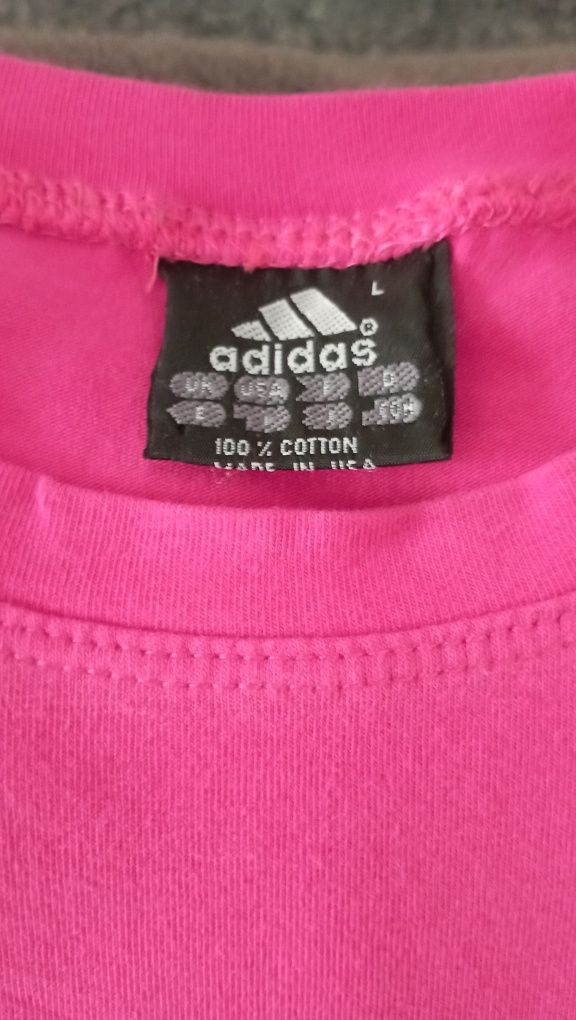 L
adidas®
UK USA F D
E
100 % COTTON
MADE IN USA